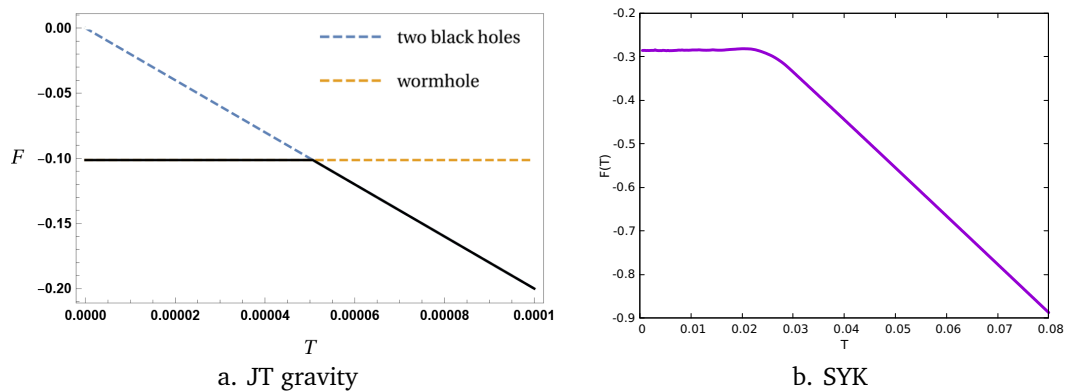 0.00
-0.05
-0.10
-0.15
-0.20
F
two black holes
wormhole
0.0000 0.00002 0.00004 0.00006 0.00008 0.0001
T
a. JT gravity
-0.2
-0.3
-0.4
-0.5
-0.6
-0.7
-0.8
-0.9
F(T)
0 0.01 0.02 0.03 0.04 0.05 0.06 0.07 0.08
T
b. SYK